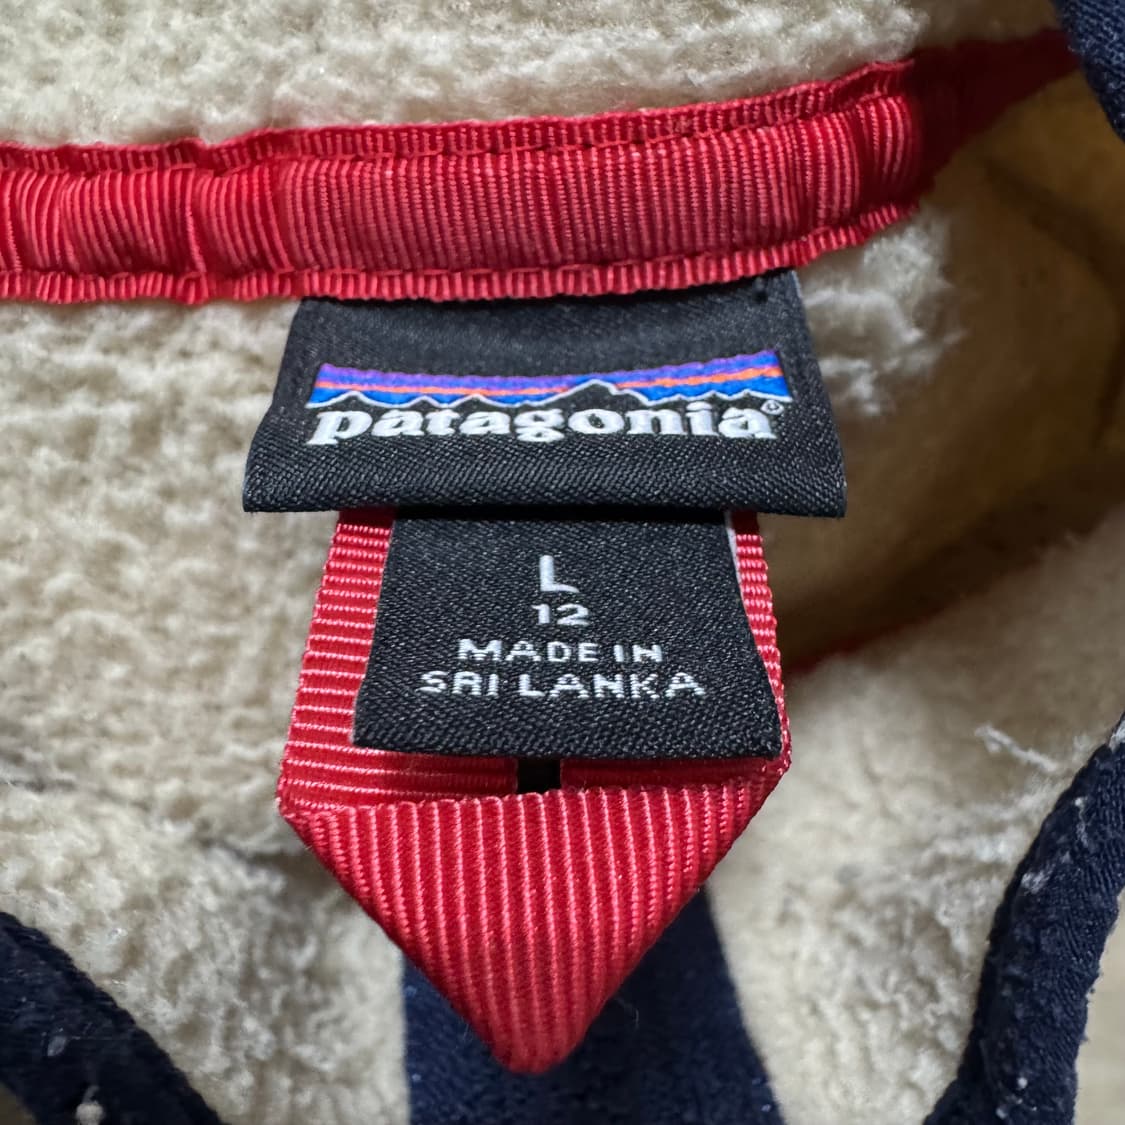 patagonia®
L
12
MADE IN
SRI LANKA